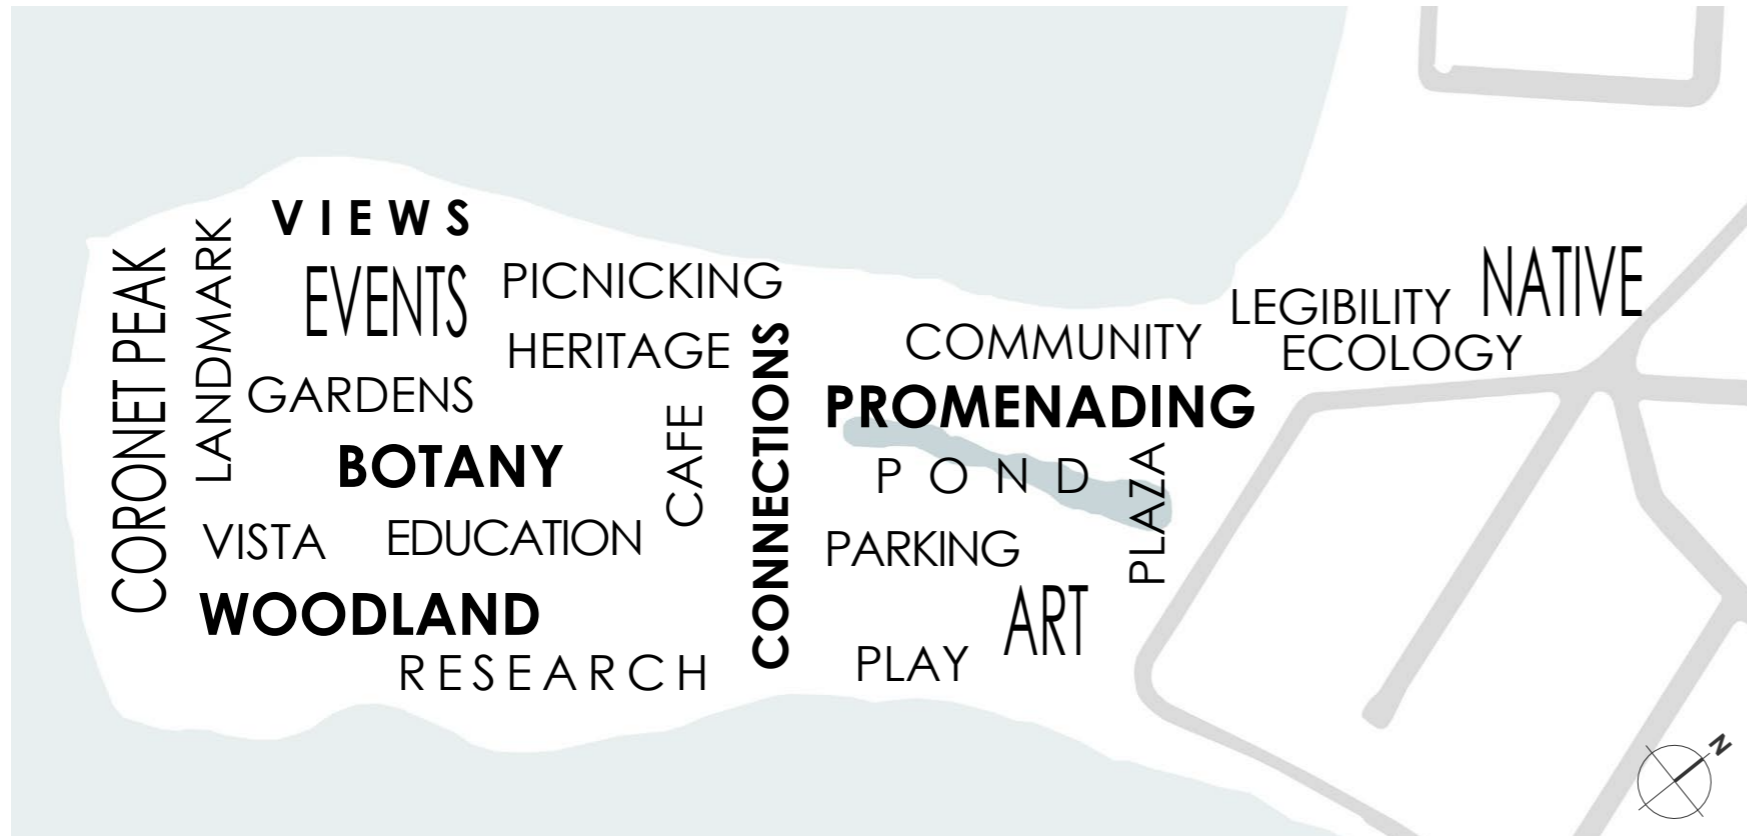 CORONET PEAK
LANDMARK
VIEWS
EVENTS
PICNICKING
HERITAGE
GARDENS
BOTANY
CAFE
VISTA
EDUCATION
WOODLAND
RESEARCH
CONNECTIONS
COMMUNITY
PROMENADING
POND
PLAZA
PARKING
ART
PLAY
LEGIBILITY
NATIVE
ECOLOGY
N